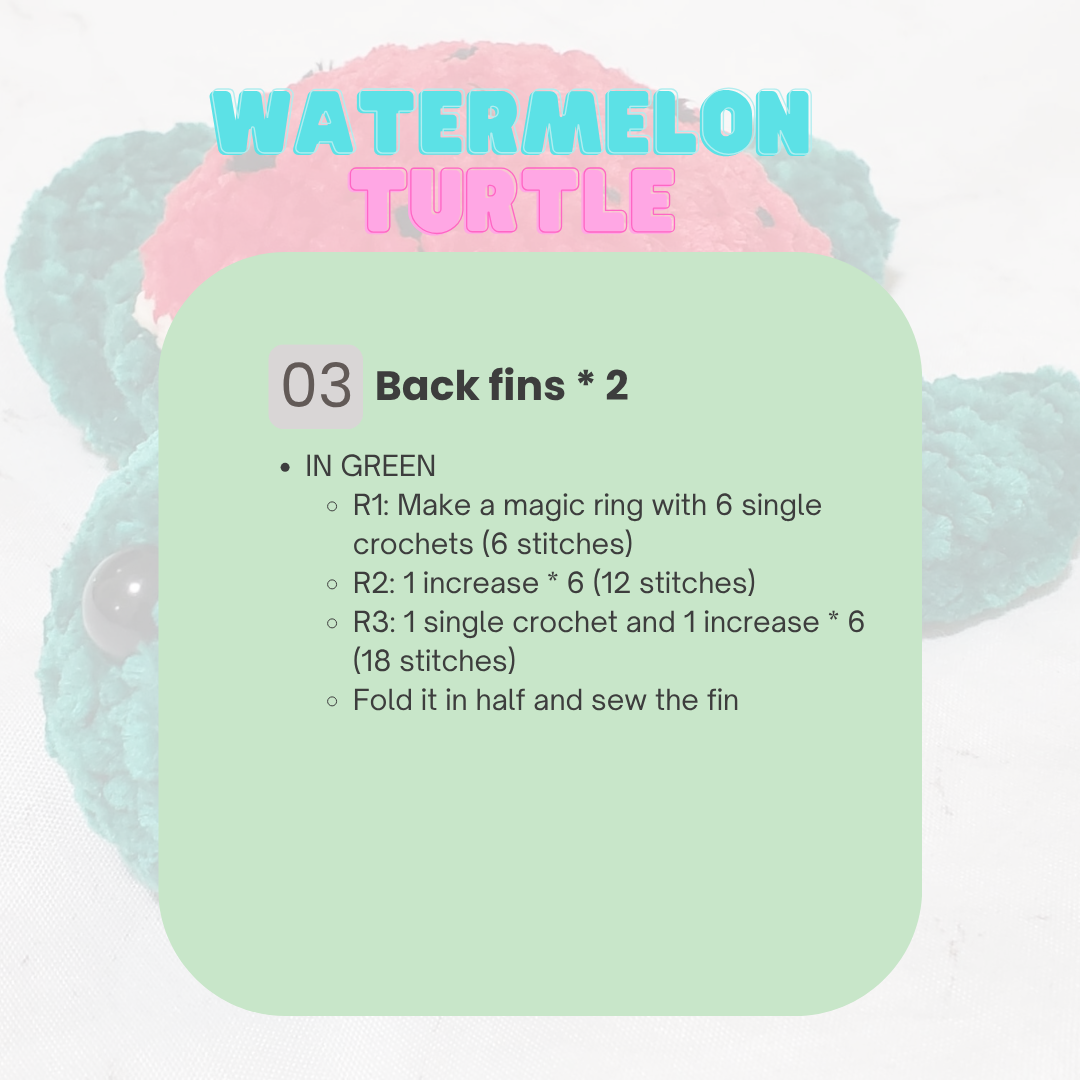 WATERMELON
TURTLE
03 Back fins * 2
• IN GREEN
◦ R1: Make a magic ring with 6 single
crochets (6 stitches)
◦ R2: 1 increase * 6 (12 stitches)
◦ R3: 1 single crochet and 1 increase * 6
(18 stitches)
◦ Fold it in half and sew the fin